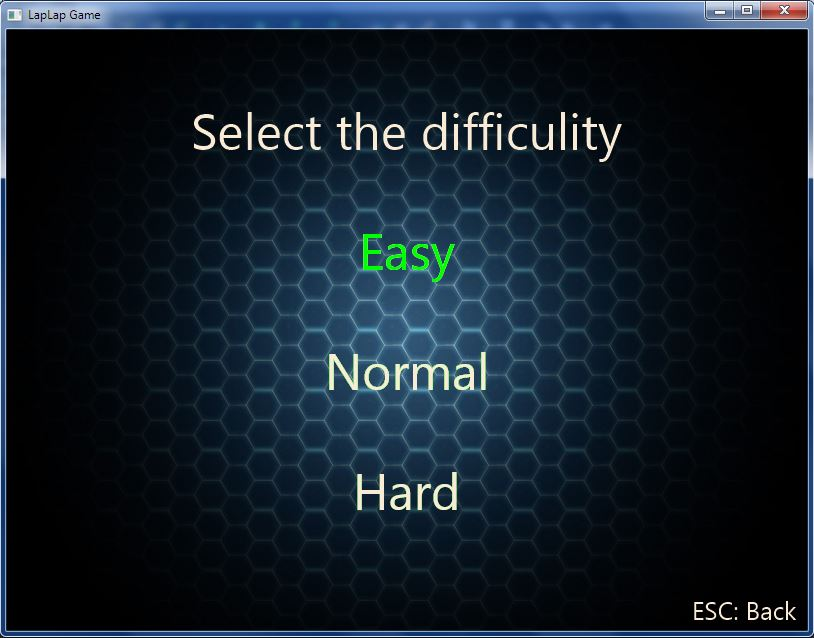 LapLap Game
Select the difficulity
Easy
Normal
Hard
ESC: Back